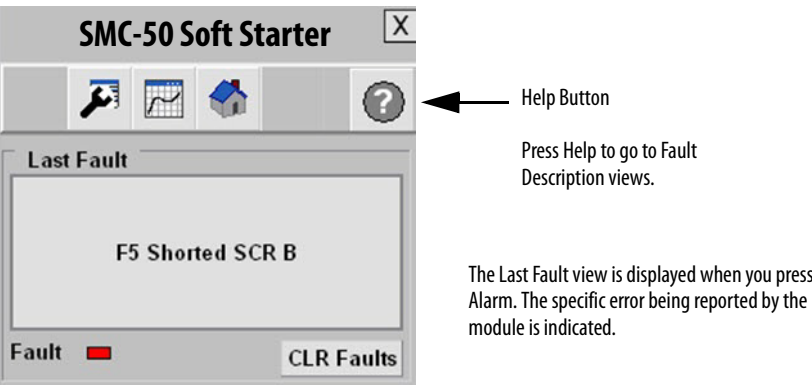 SMC-50 Soft Starter
X
?
Help Button
Press Help to go to Fault
Description views.
Last Fault
F5 Shorted SCR B
The Last Fault view is displayed when you press
Alarm. The specific error being reported by the
module is indicated.
Fault
CLR Faults